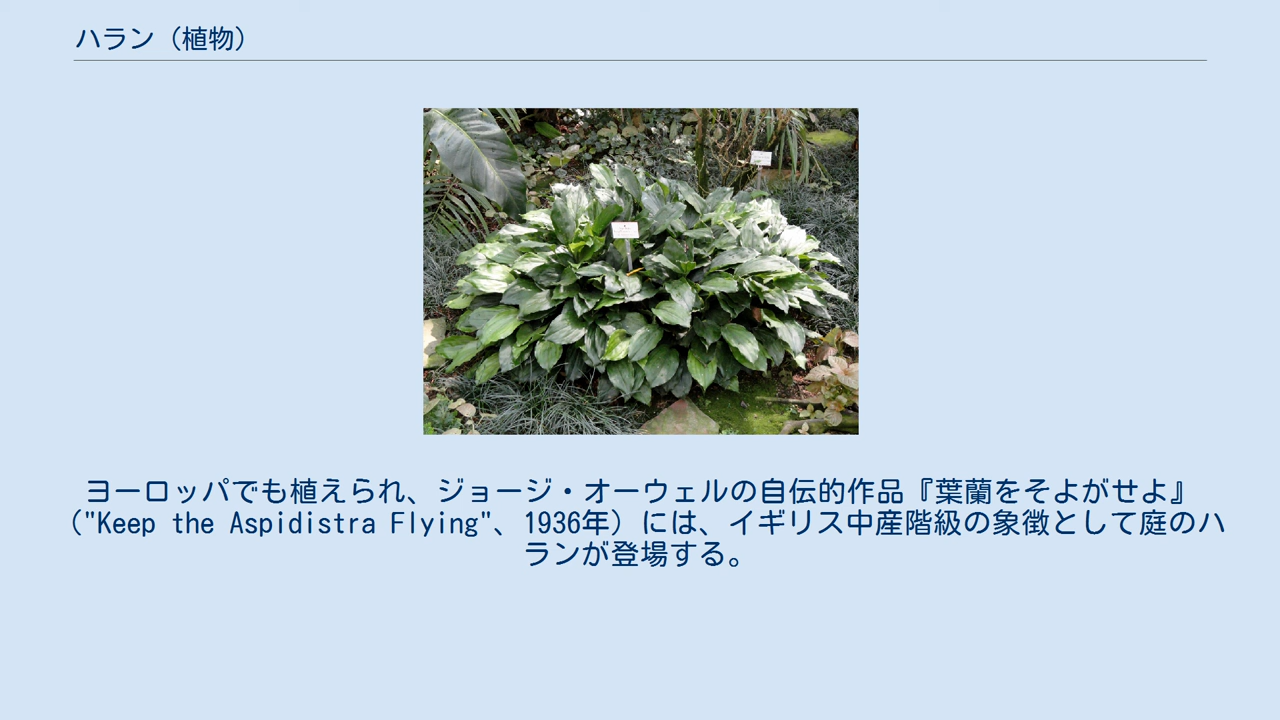 ハラン（植物）
ヨーロッパでも植えられ、ジョージ・オーウェルの自伝的作品『葉蘭をそよがせよ』
（"Keep the Aspidistra Flying"、1936年）には、イギリス中産階級の象徴として庭のハ
ランが登場する。